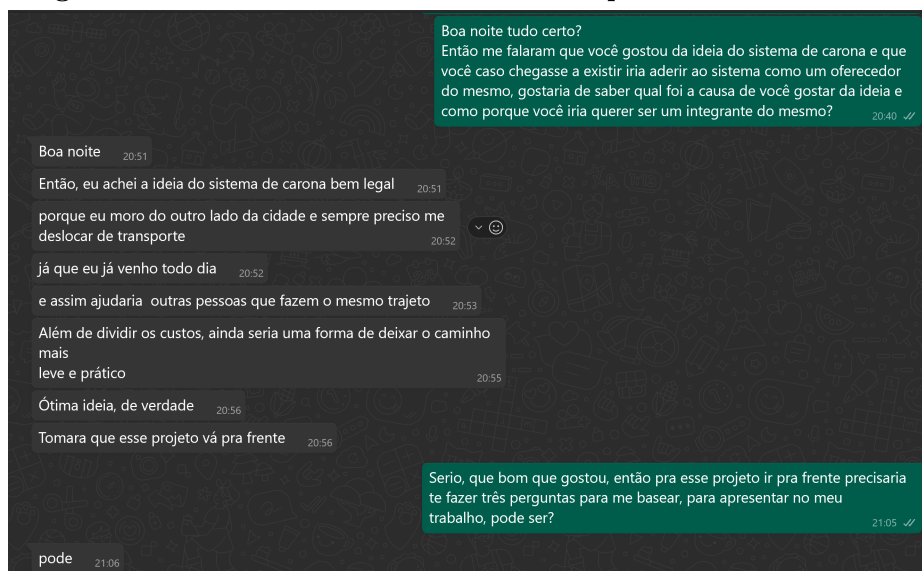 Boa noite tudo certo?
Então me falaram que você gostou da ideia do sistema de carona e que
você caso chegasse a existir iria aderir ao sistema como um oferecedor
do mesmo, gostaria de saber qual foi a causa de você gostar da ideia e
como porque você iria querer ser um integrante do mesmo?
20:40
Boa noite 20:51
Então, eu achei a ideia do sistema de carona bem legal 20:51
porque eu moro do outro lado da cidade e sempre preciso me
deslocar de transporte 20:52
já que eu já venho todo dia 20:52
e assim ajudaria outras pessoas que fazem o mesmo trajeto 20:53
Além de dividir os custos, ainda seria uma forma de deixar o caminho
mais
leve e prático 20:55
Ótima ideia, de verdade 20:56
Tomara que esse projeto vá pra frente 20:56
Serio, que bom que gostou, então pra esse projeto ir pra frente precisaria
te fazer três perguntas para me basear, para apresentar no meu
trabalho, pode ser? 21:05
pode 21:06